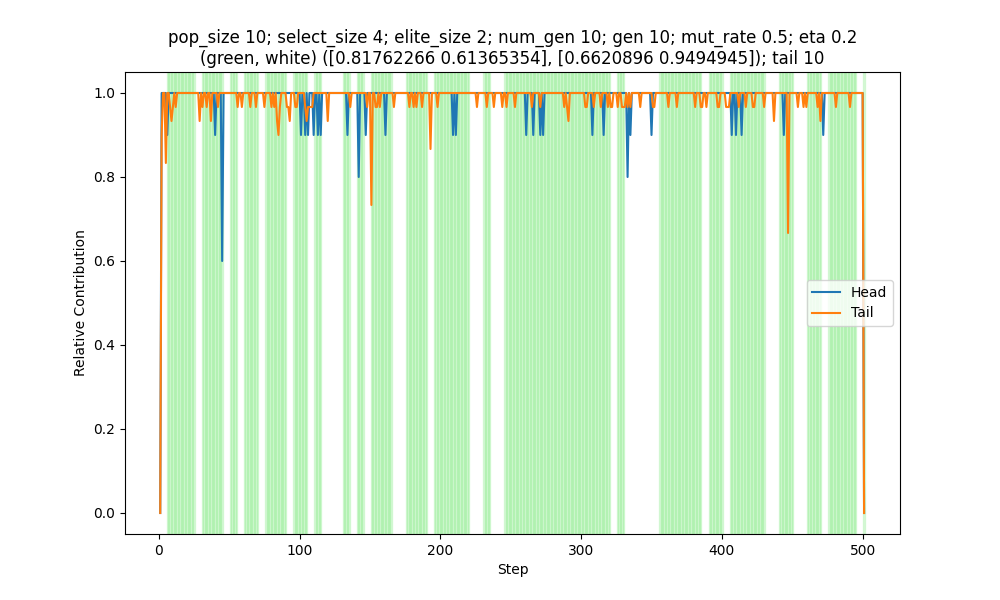 pop_size 10; select_size 4; elite_size 2; num_gen 10; gen 10; mut_rate 0.5; eta 0.2
(green, white) ([0.81762266 0.61365354], [0.6620896 0.9494945]); tail 10
1.0
0.8
0.6
0.4
0.2
0.0
Relative Contribution
Head
Tail
0
100
200
300
400
500
Step